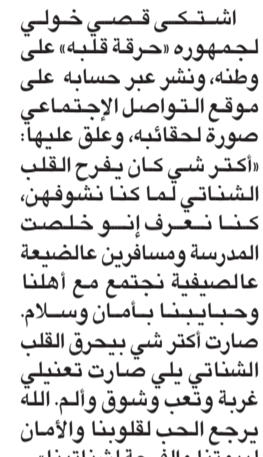 اشتكى قصي خولي
لجمهوره «حرقة قلبه» على
وطنه، ونشر عبر حسابه على
موقع التواصل الإجتماعي
صورة لحقائبه، وعلق عليها:
«أكتر شي كان يفرح القلب
الشناتي لما كنا نشوفهن،
كنا نعرف إنو خلصت
المدرسة ومسافرين عالضيعة
عالصيفية نجتمع مع أهلنا
وحبايبنا بأمان وسلام.
صارت أكتر شي بيحرق القلب
الشناتي يلي صارت تعنيلي
غربة وتعب وشوق وألم. الله
يرجع الحب لقلوبنا والأمان